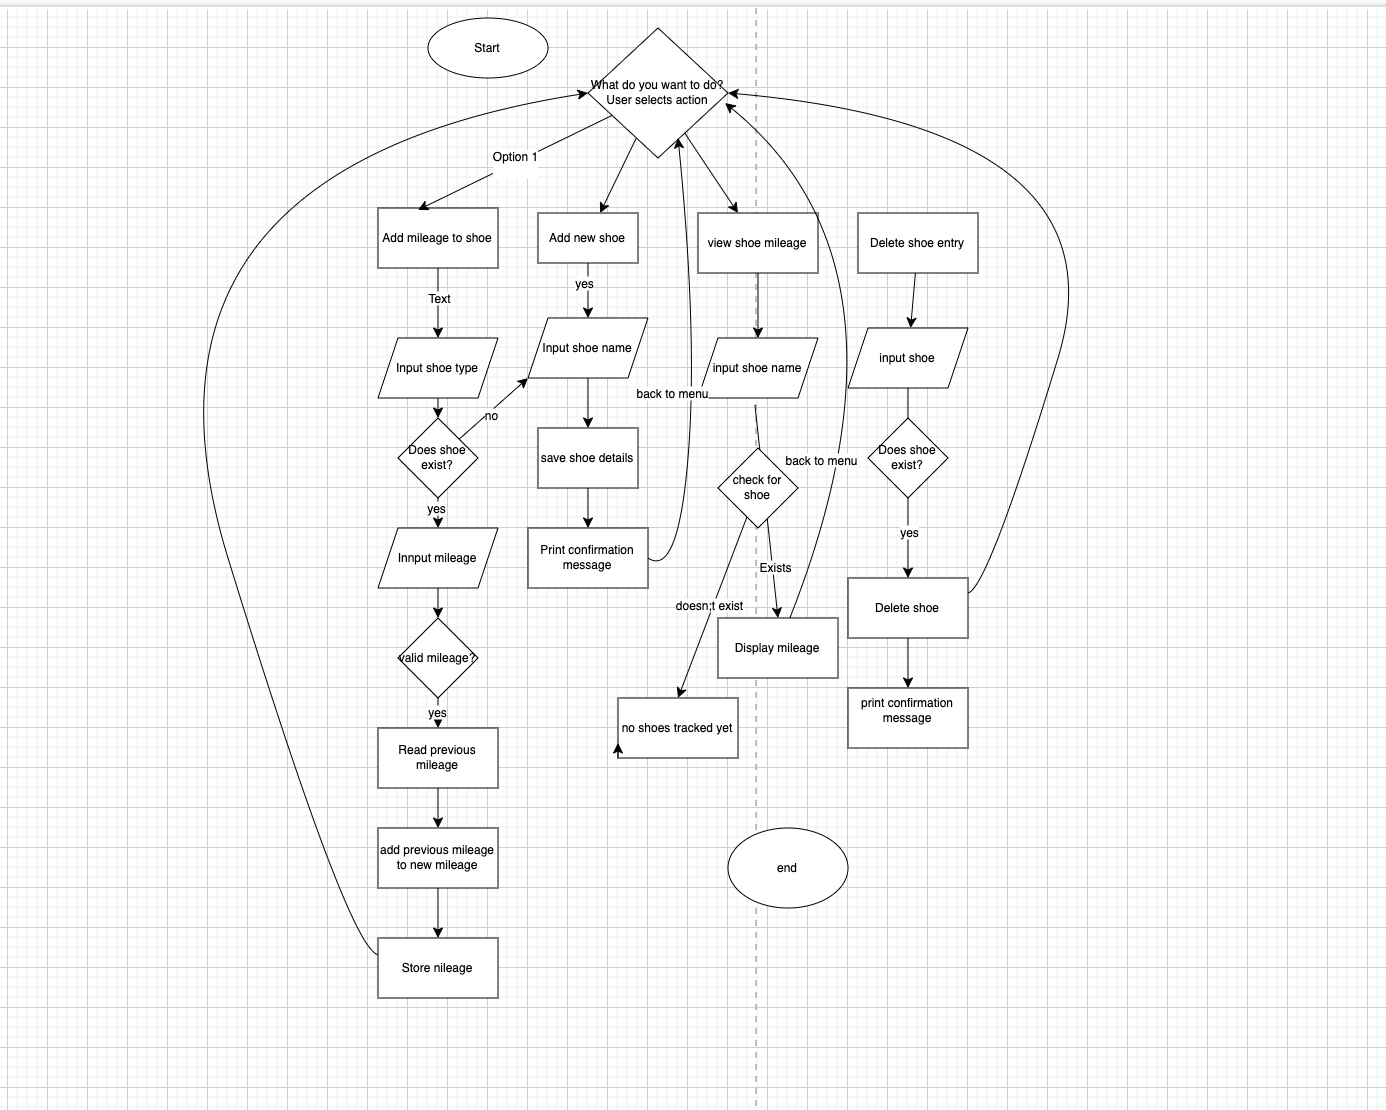 Start
What do you want to do?
User selects action
Option 1
Add mileage to shoe
Add new shoe
view shoe mileage
Delete shoe entry
Text
yes
Input shoe type
Input shoe name
input shoe name
input shoe
back to menu
no
Does shoe
exist?
save shoe details
check for
shoe
back to menu
Does shoe
exist?
yes
yes
Innput mileage
Print confirmation
message
Exists
doesn;t exist
Delete shoe
valid mileage?
Display mileage
yes
no shoes tracked yet
print confirmation
message
Read previous
mileage
add previous mileage
to new mileage
end
Store nileage